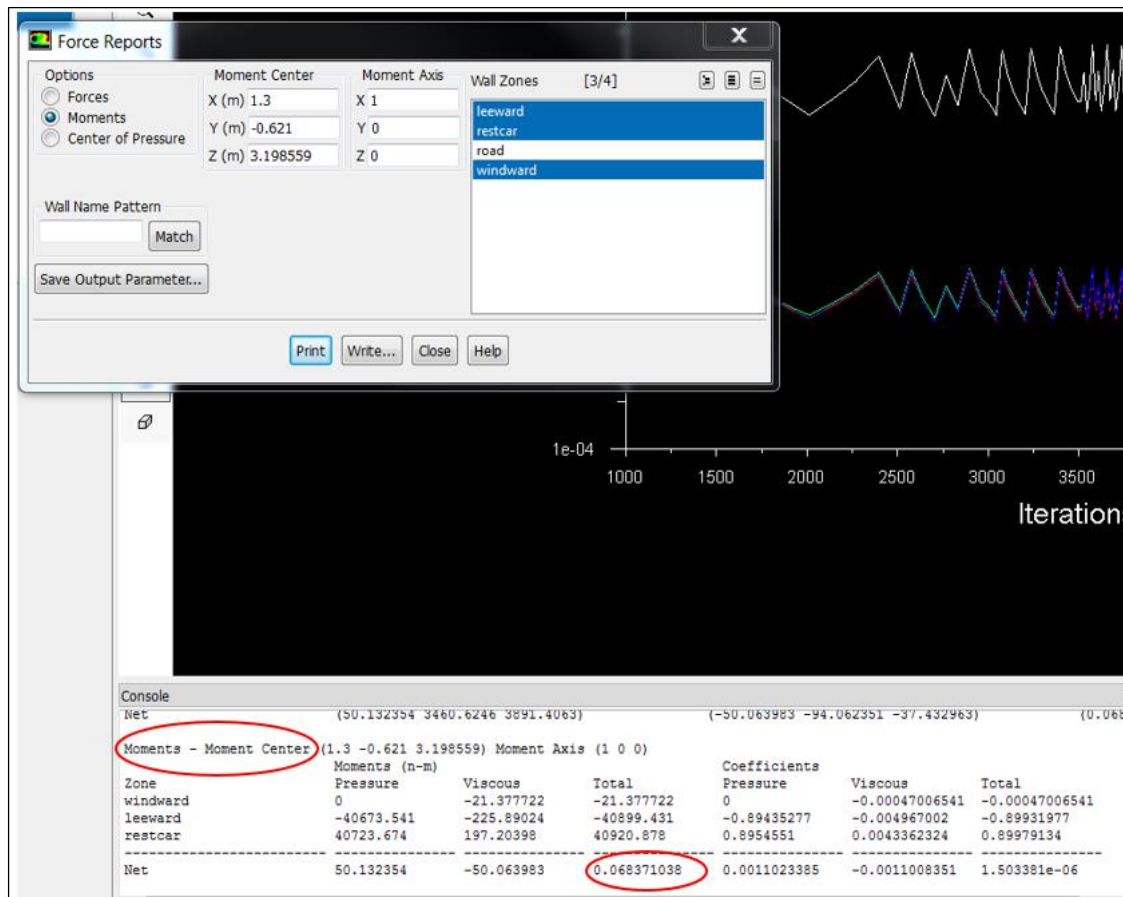 Force Reports
X
Options
Forces
Moments
Center of Pressure
Moment Center
X (m) 1.3
Y (m) -0.621
Z (m) 3.198559
Moment Axis
X 1
Y 0
Z 0
Wall Zones [3/4]
leeward
restcar
road
windward
Wall Name Pattern
Match
Save Output Parameter...
Print Write... Close Help
1e-04
1000 1500 2000 2500 3000 3500
Iterations
Console
Net (50.132354 3460.6246 3891.4063) (-50.063983 -94.062351 -37.432963) (0.068
Moments - Moment Center (1.3 -0.621 3.198559) Moment Axis (1 0 0)
Moments (n-m) Coefficients
Zone Pressure Viscous Total Pressure Viscous Total
windward 0 -21.377722 -21.377722 0 -0.00047006541 -0.00047006541
leeward -40673.541 -225.89024 -40899.431 -0.89435277 -0.004967002 -0.89931977
restcar 40723.674 197.20398 40920.878 0.8954551 0.0043362324 0.89979134
Net 50.132354 -50.063983 0.068371038 0.0011023385 -0.0011008351 1.503381e-06